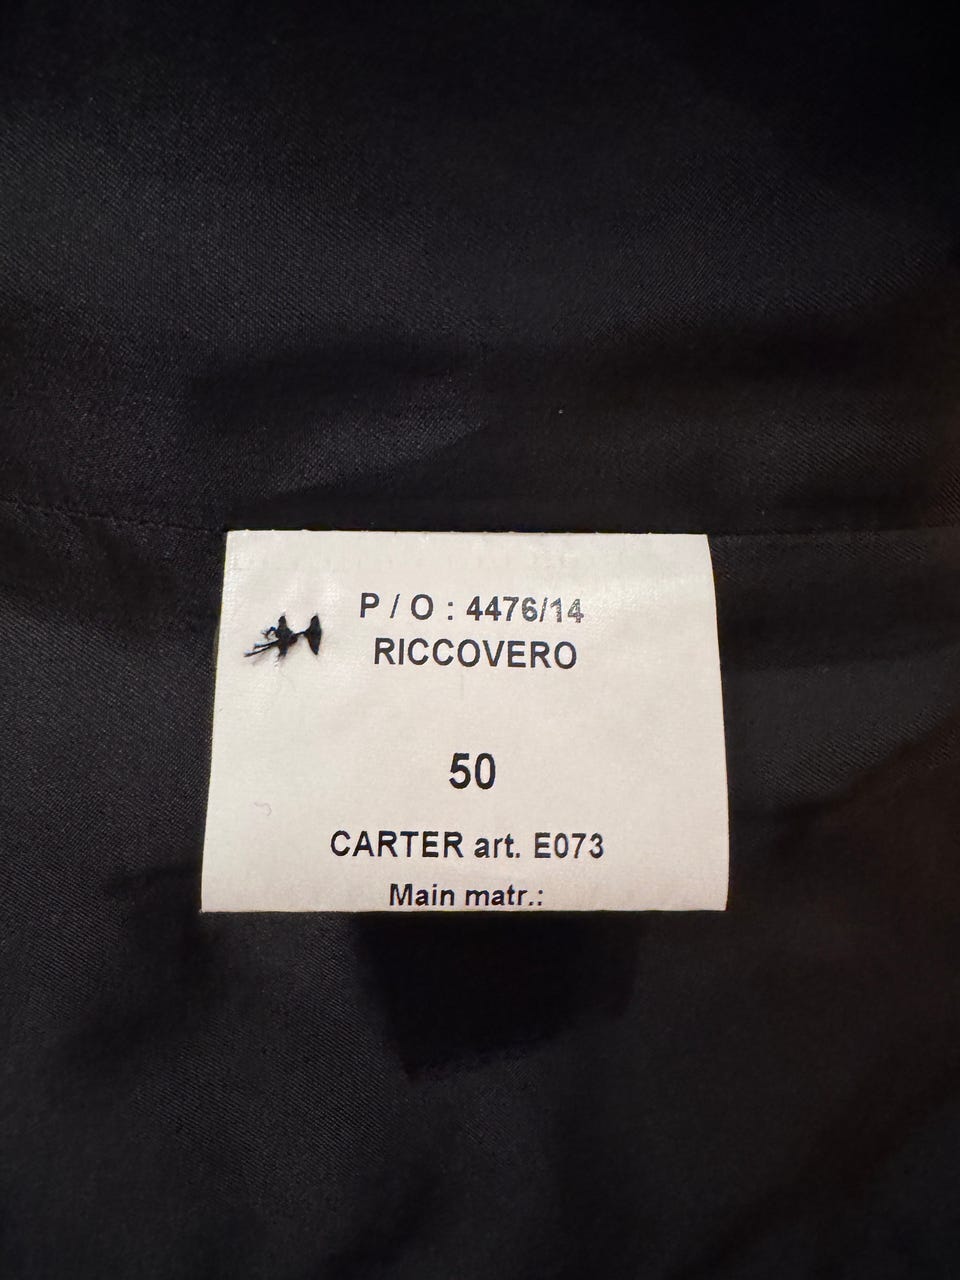 P / O : 4476/14
RICCOVERO
50
CARTER art. E073
Main matr.: